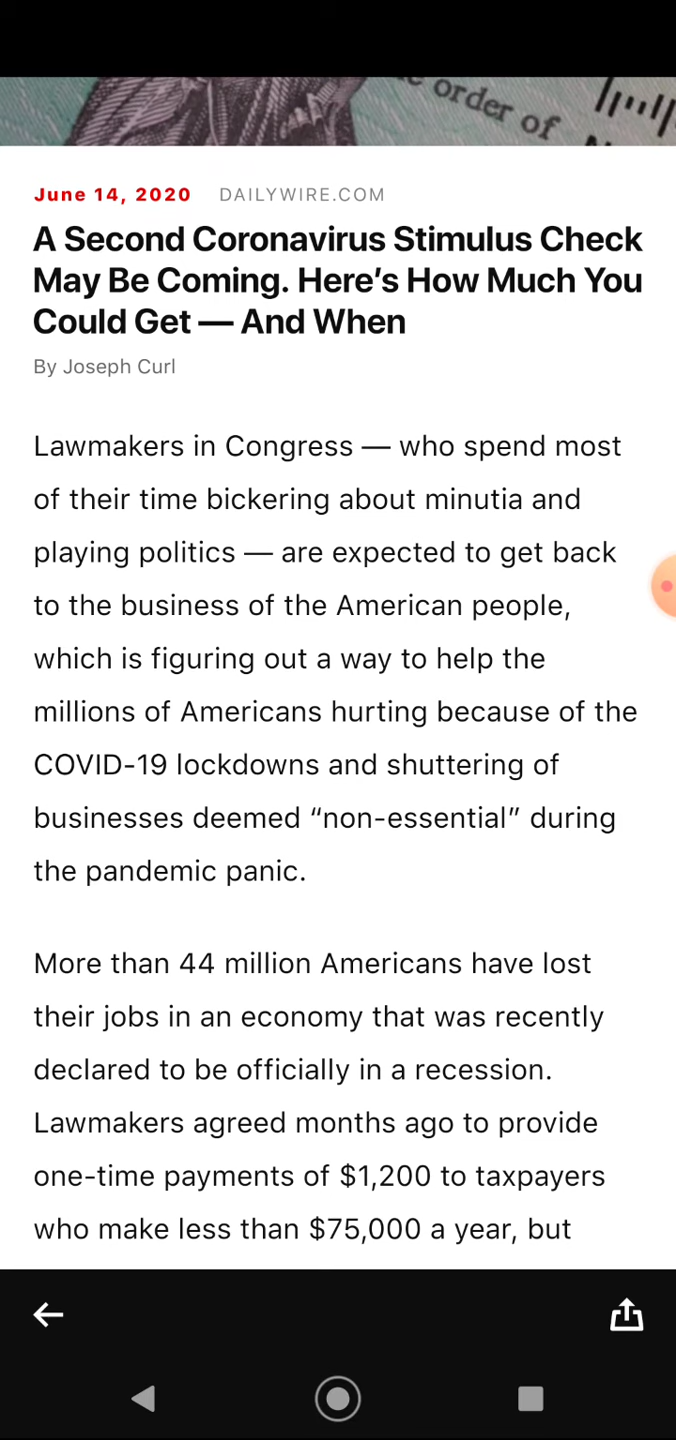 order of
June 14, 2020 DAILYWIRE.COM
A Second Coronavirus Stimulus Check
May Be Coming. Here’s How Much You
Could Get — And When
By Joseph Curl
Lawmakers in Congress — who spend most
of their time bickering about minutia and
playing politics — are expected to get back
to the business of the American people,
which is figuring out a way to help the
millions of Americans hurting because of the
COVID-19 lockdowns and shuttering of
businesses deemed “non-essential” during
the pandemic panic.
More than 44 million Americans have lost
their jobs in an economy that was recently
declared to be officially in a recession.
Lawmakers agreed months ago to provide
one-time payments of $1,200 to taxpayers
who make less than $75,000 a year, but